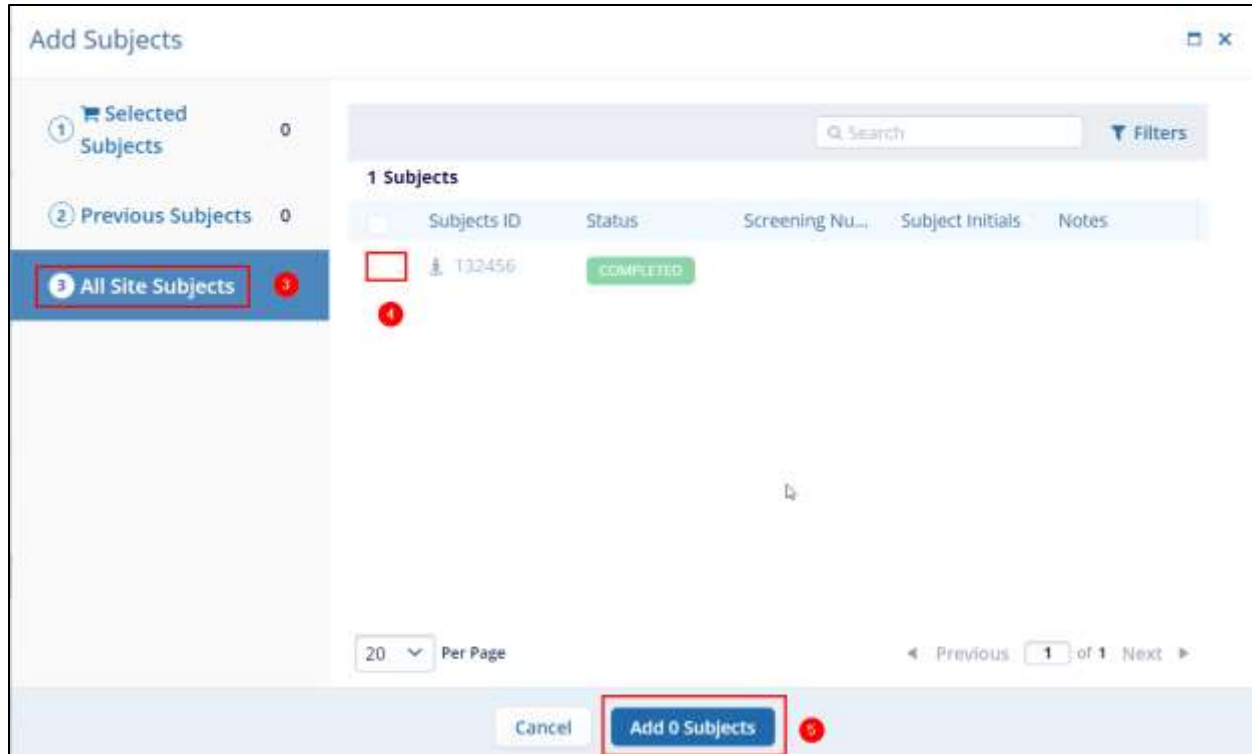 Add Subjects
1 Selected Subjects 0
2 Previous Subjects 0
3 All Site Subjects 3
Search Filters
1 Subjects
Subjects ID Status Screening Nu... Subject Initials Notes
132456 COMPLETED
4
20 Per Page Previous 1 of 1 Next
Cancel Add 0 Subjects 5